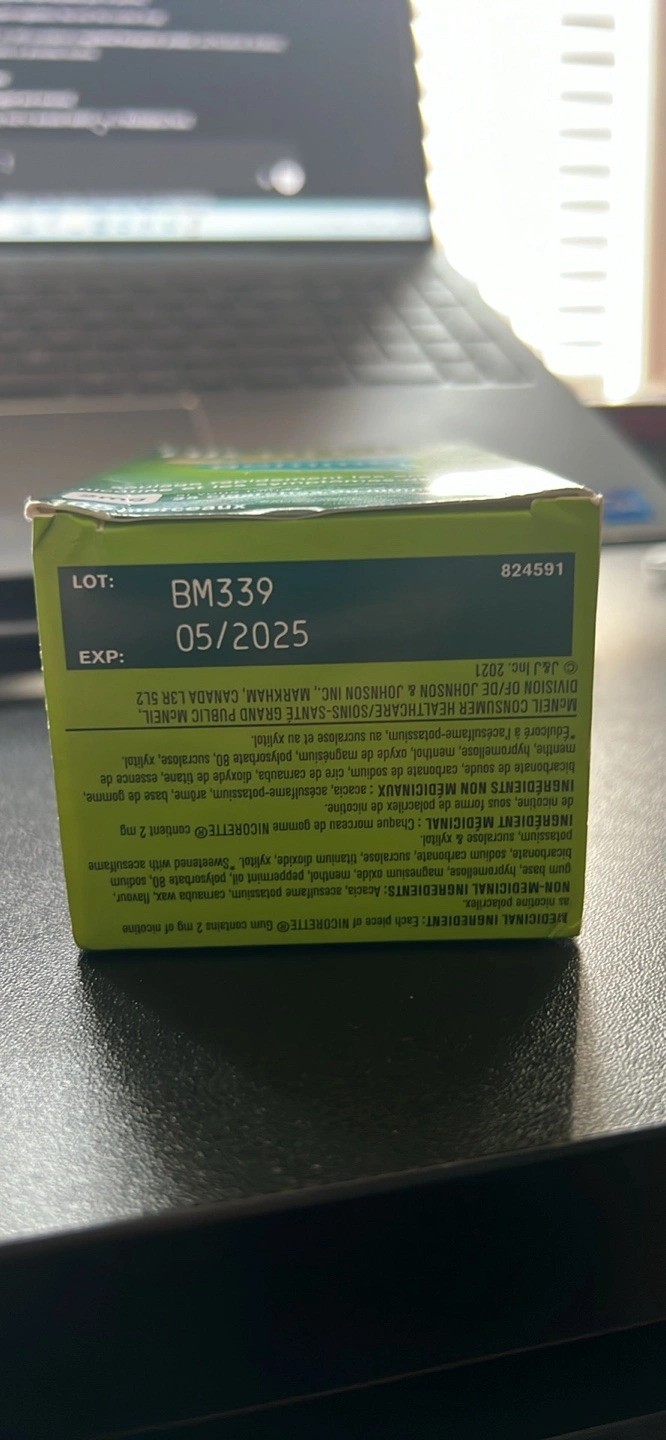 LOT: BM339 824591
EXP: 05/2025
MEDICINAL INGREDIENT: Each piece of NICORETTE® Gum contains 2 mg of nicotine
as nicotine polacrilex.
NON-MEDICINAL INGREDIENTS: Acacia, acesulfame potassium, carnauba wax, flavour,
gum base, hypromellose, magnesium oxide, menthol, peppermint oil, polysorbate 80, sodium
bicarbonate, sodium carbonate, sucralose, titanium dioxide, xylitol. *Sweetened with acesulfame
potassium, sucralose & xylitol.
INGRÉDIENT MÉDICINAL : Chaque morceau de gomme NICORETTE® contient 2 mg
de nicotine, sous forme de polacrilex de nicotine.
INGRÉDIENTS NON MÉDICINAUX : acacia, acésulfame-potassium, arôme, base de gomme,
bicarbonate de soude, carbonate de sodium, cire de carnauba, dioxyde de titane, essence de
menthe, hypromellose, menthol, oxyde de magnésium, polysorbate 80, sucralose, xylitol.
*Édulcoré à l'acésulfame-potassium, au sucralose et au xylitol.
McNEIL CONSUMER HEALTHCARE/SOINS-SANTÉ GRAND PUBLIC McNEIL,
DIVISION OF/DE JOHNSON & JOHNSON INC., MARKHAM, CANADA L3R 5L2
© J&J Inc. 2021